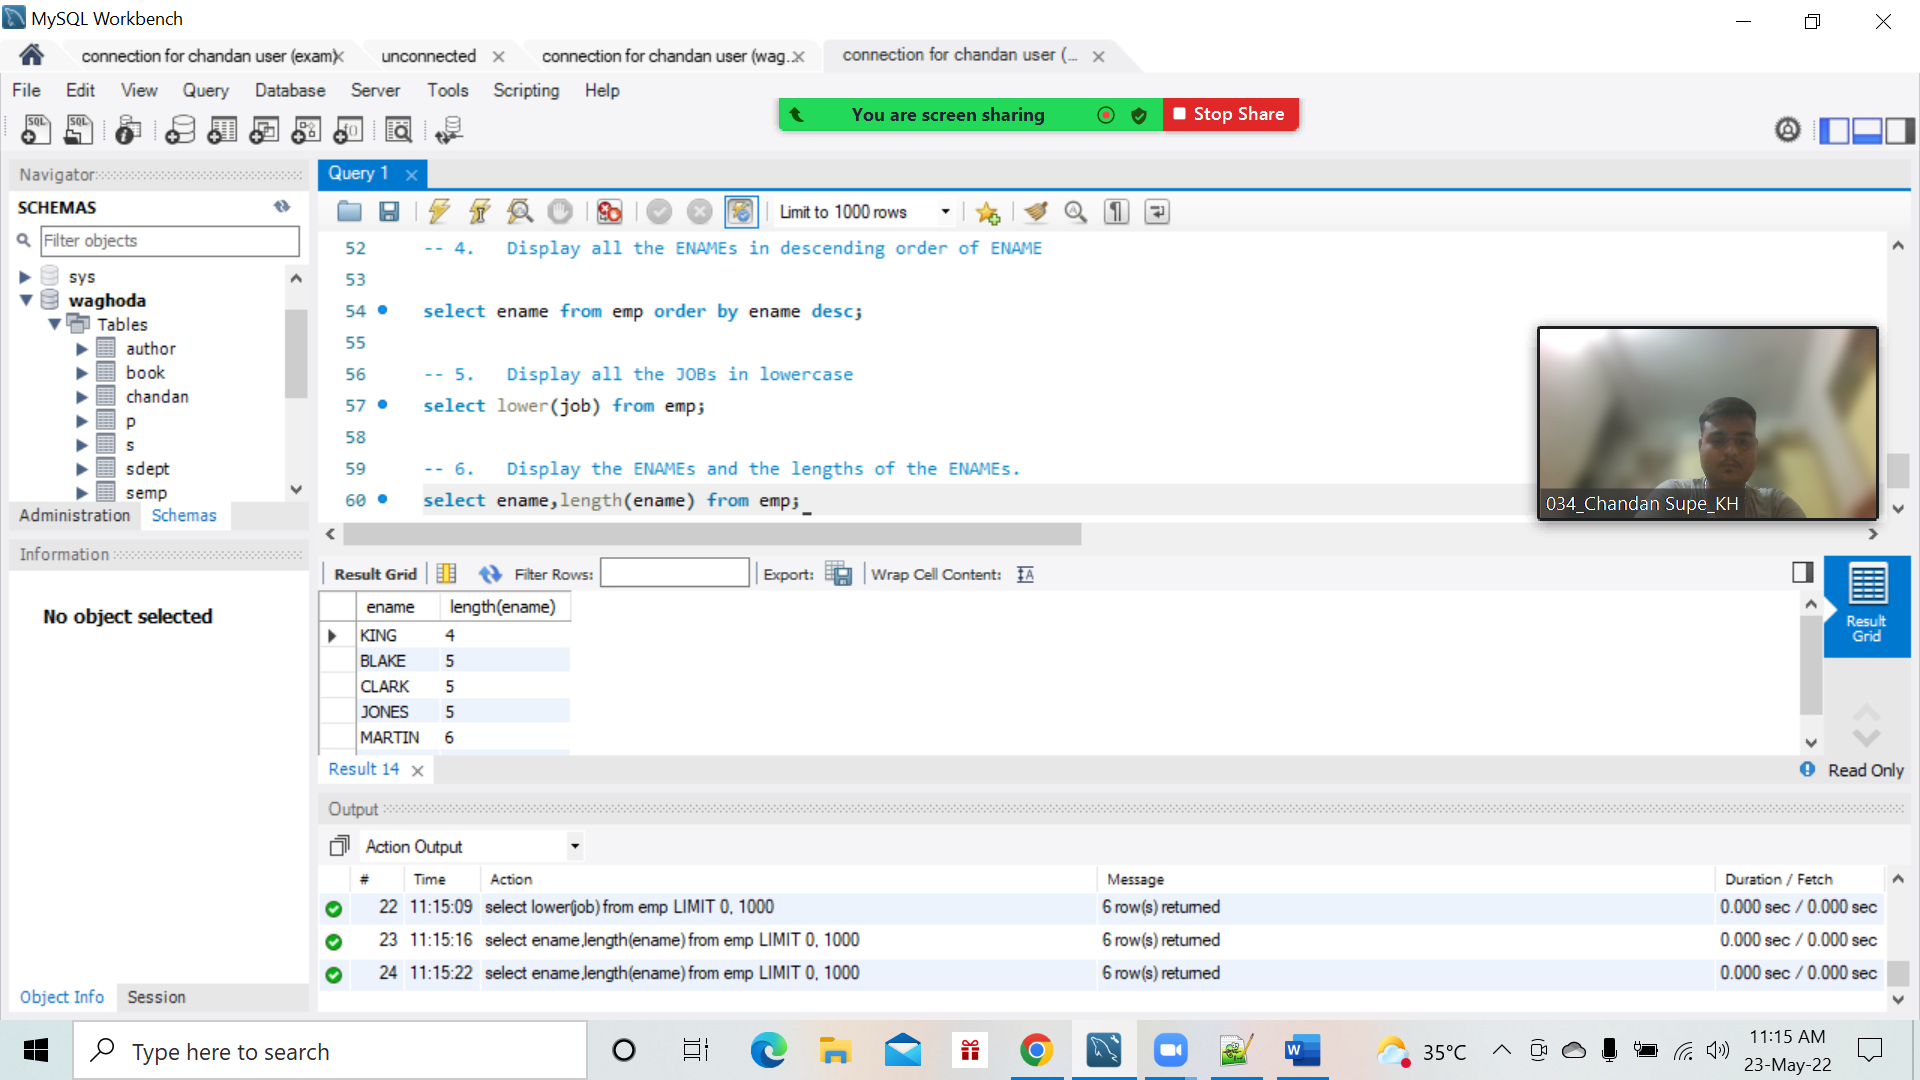 MySQL Workbench
connection for chandan user (exam)
unconnected
connection for chandan user (wag...
connection for chandan user (...
File Edit View Query Database Server Tools Scripting Help
You are screen sharing
Stop Share
Navigator
SCHEMAS
Filter objects
sys
waghoda
Tables
author
book
chandan
p
s
sdept
semp
Administration Schemas
Information
No object selected
Object Info Session
Query 1
Limit to 1000 rows
52 -- 4. Display all the ENAMEs in descending order of ENAME
53
54 select ename from emp order by ename desc;
55
56 -- 5. Display all the JOBs in lowercase
57 select lower(job) from emp;
58
59 -- 6. Display the ENAMEs and the lengths of the ENAMEs.
60 select ename,length(ename) from emp;
034_Chandan Supe_KH
Result Grid Filter Rows: Export: Wrap Cell Content:
ename length(ename)
KING 4
BLAKE 5
CLARK 5
JONES 5
MARTIN 6
Result Grid
Result 14
Read Only
Output
Action Output
# Time Action Message Duration / Fetch
22 11:15:09 select lower(job) from emp LIMIT 0, 1000 6 row(s) returned 0.000 sec / 0.000 sec
23 11:15:16 select ename,length(ename) from emp LIMIT 0, 1000 6 row(s) returned 0.000 sec / 0.000 sec
24 11:15:22 select ename,length(ename) from emp LIMIT 0, 1000 6 row(s) returned 0.000 sec / 0.000 sec
Type here to search
35°C
11:15 AM
23-May-22